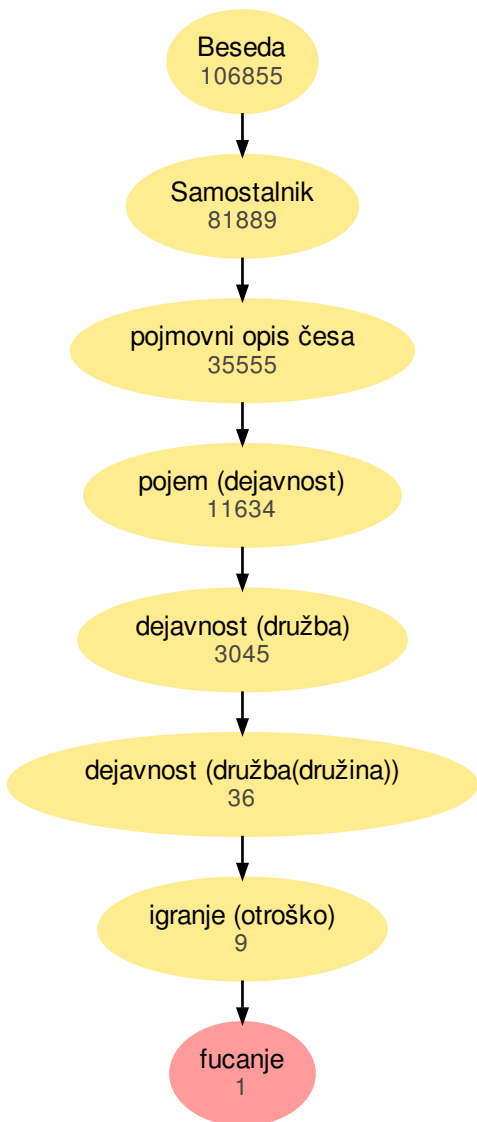 Beseda
106855
Samostalnik
81889
pojmovni opis česa
35555
pojem (dejavnost)
11634
dejavnost (družba)
3045
dejavnost (družba(družina))
36
igranje (otroško)
9
fucanje
1